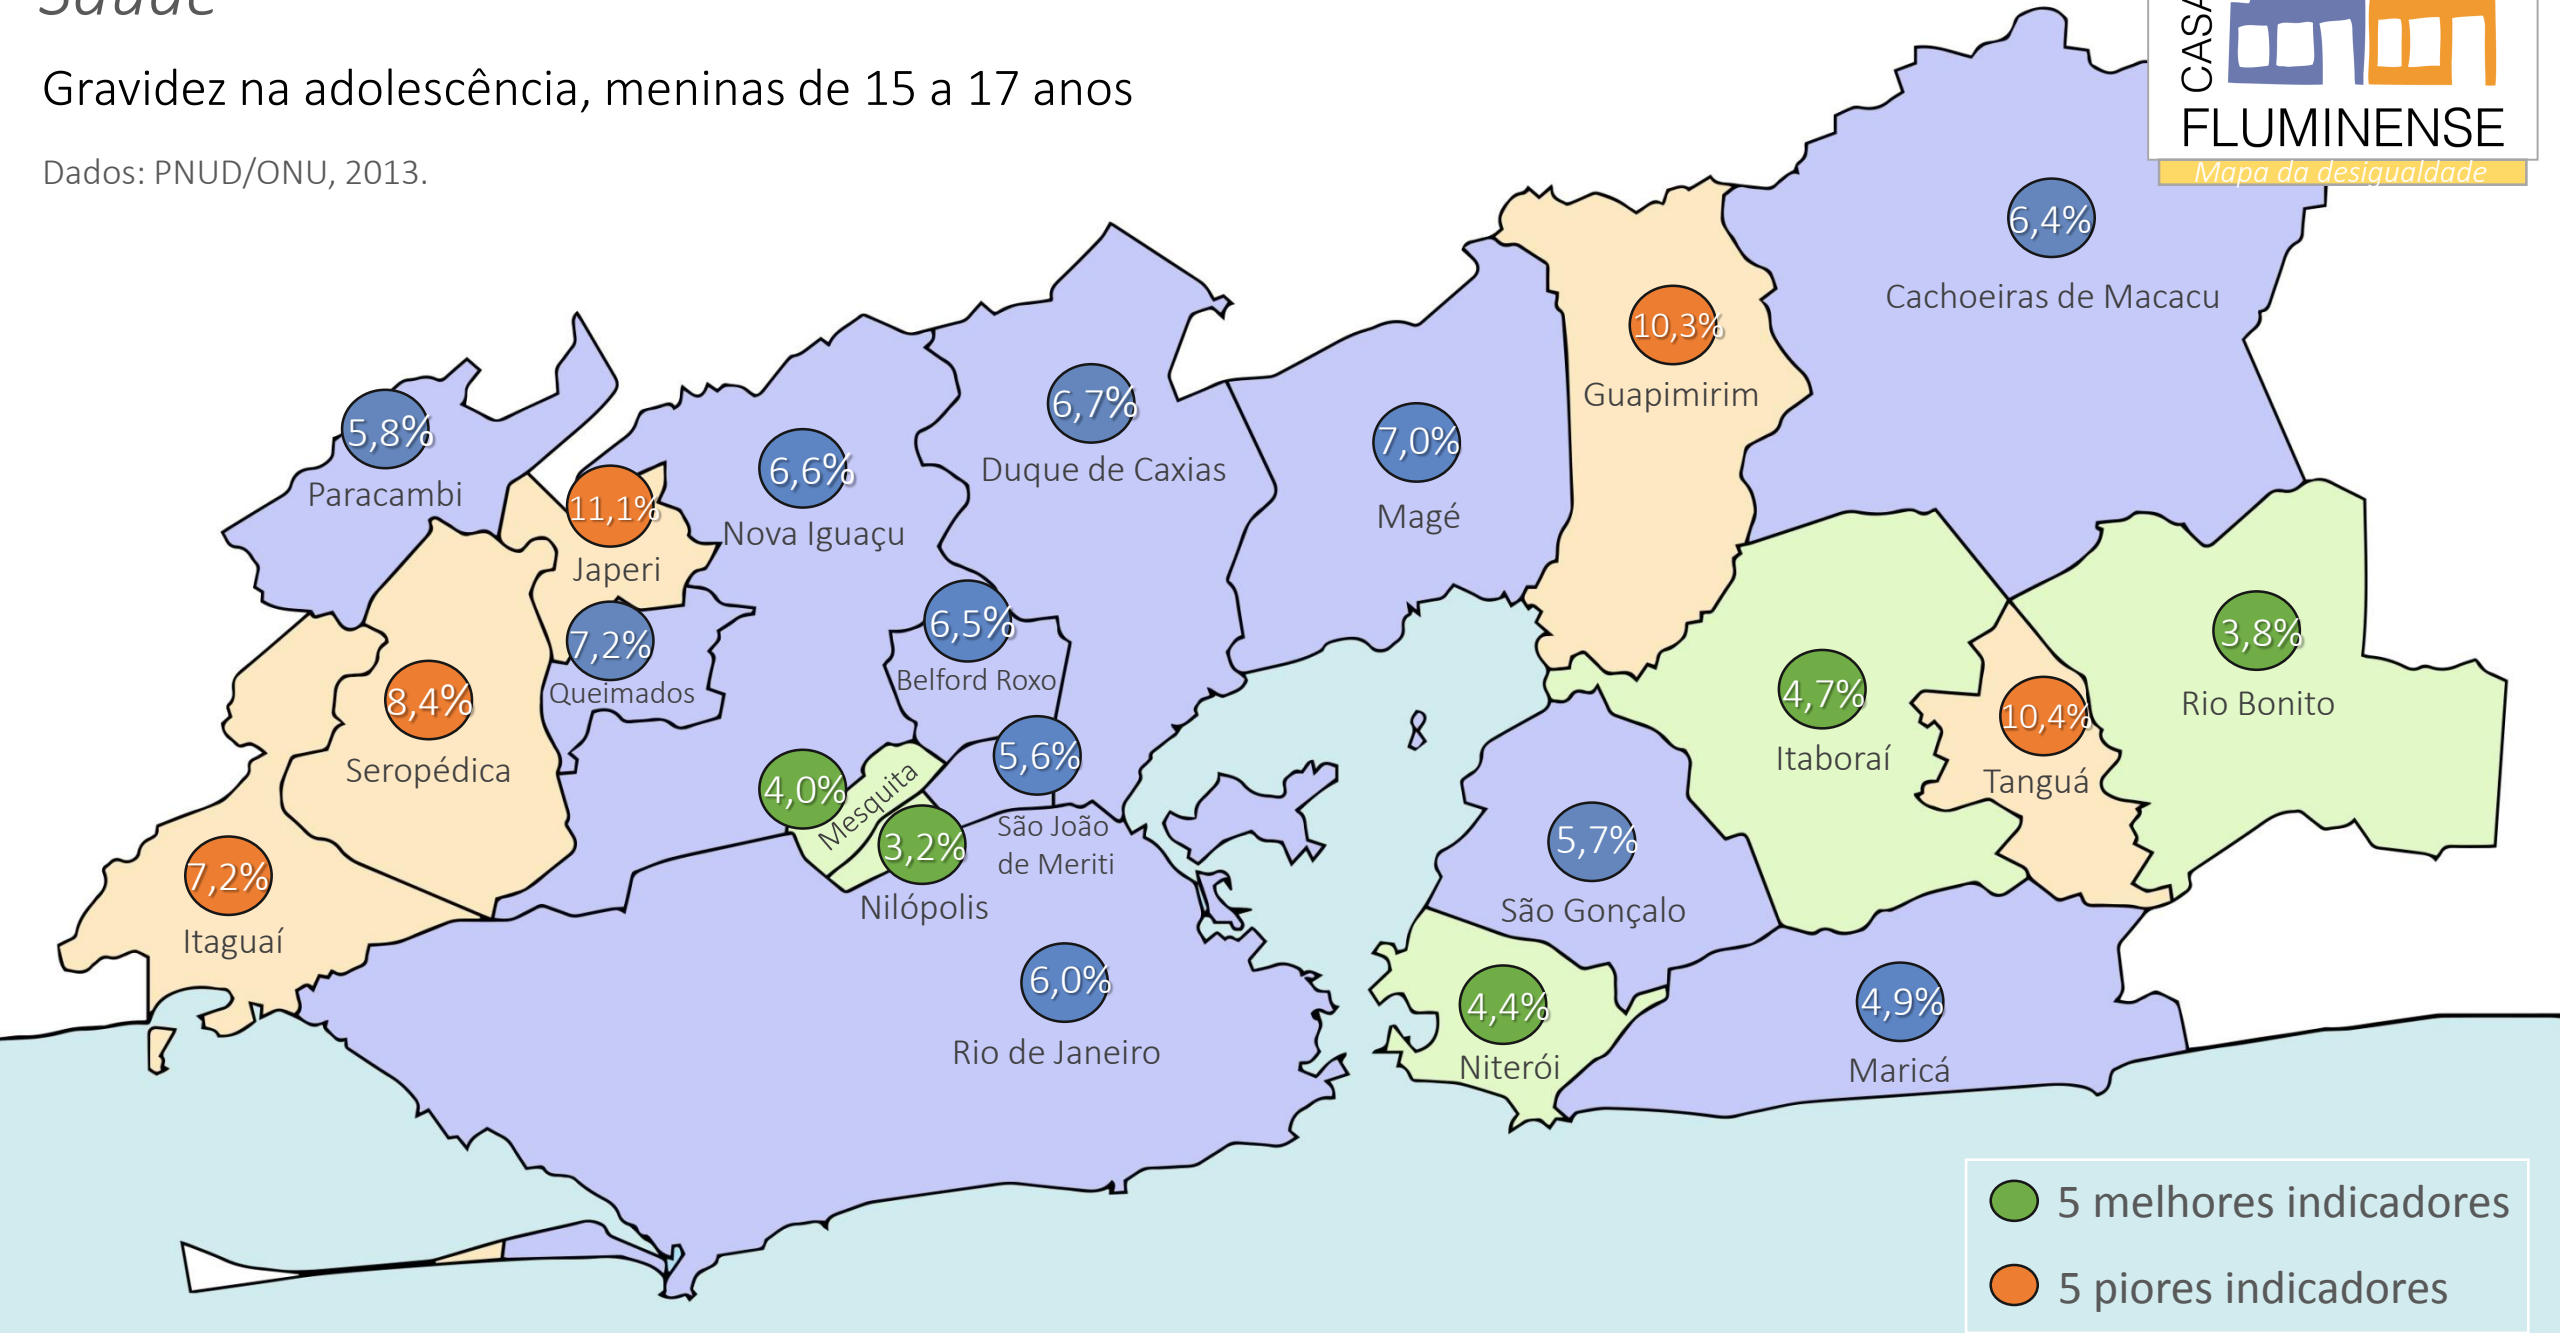 Saúde
Gravidez na adolescência, meninas de 15 a 17 anos
Dados: PNUD/ONU, 2013.
CASA
FLUMINENSE
Mapa da desigualdade
6,4%
Cachoeiras de Macacu
10,3%
Guapimirim
6,7%
Duque de Caxias
7,0%
Magé
5,8%
Paracambi
6,6%
Nova Iguaçu
11,1%
Japeri
7,2%
Queimados
6,5%
Belford Roxo
3,8%
Rio Bonito
4,7%
Itaboraí
10,4%
Tanguá
8,4%
Seropédica
5,6%
São João
de Meriti
4,0%
Mesquita
3,2%
Nilópolis
5,7%
São Gonçalo
7,2%
Itaguaí
6,0%
Rio de Janeiro
4,4%
Niterói
4,9%
Maricá
5 melhores indicadores
5 piores indicadores